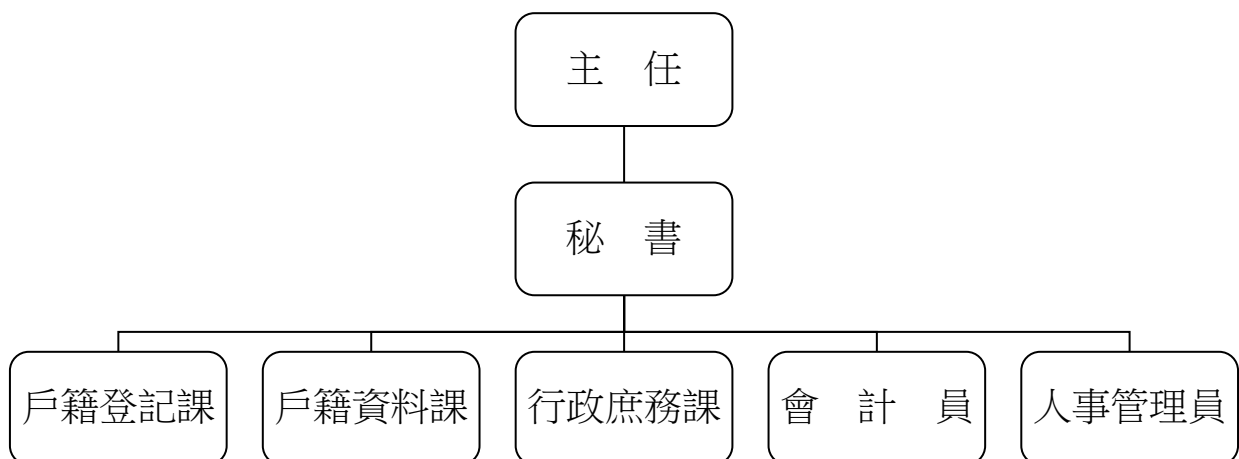 主　任
秘　書
戶籍登記課
戶籍資料課
行政庶務課
會　計　員
人事管理員